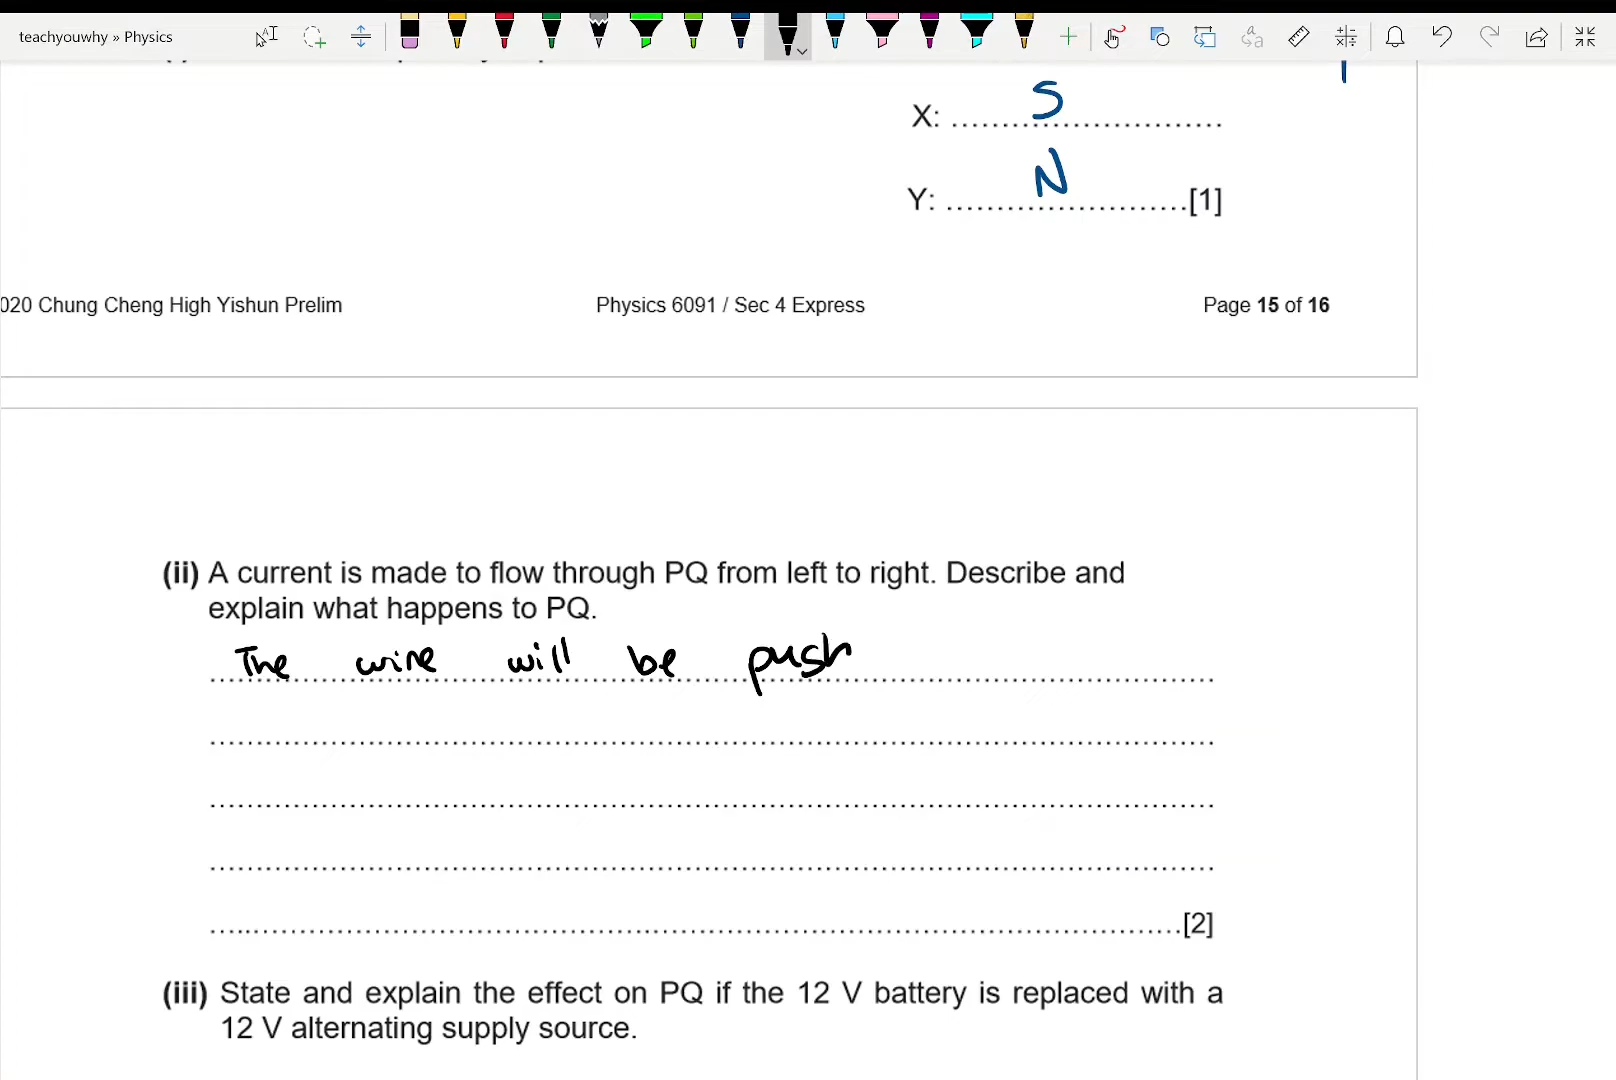 teachyouwhy » Physics
S
X: ...........................
N
Y: ........................[1]
020 Chung Cheng High Yishun Prelim Physics 6091 / Sec 4 Express Page 15 of 16
(ii) A current is made to flow through PQ from left to right. Describe and
explain what happens to PQ.
The wire will be push
[2]
(iii) State and explain the effect on PQ if the 12 V battery is replaced with a
12 V alternating supply source.